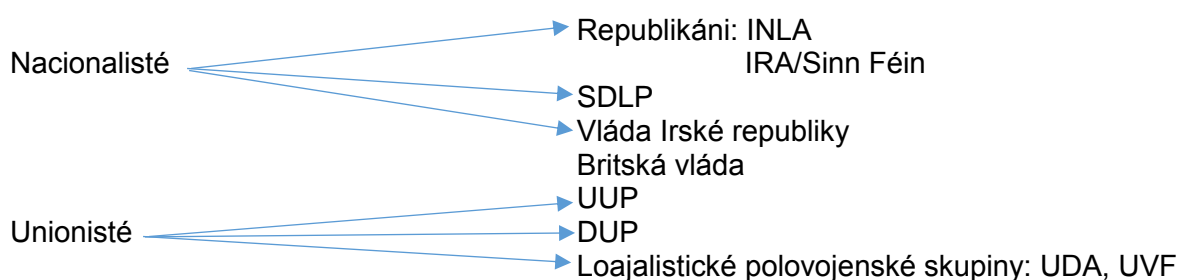 Republikáni: INLA
Nacionalisté IRA/Sinn Féin
SDLP
Vláda Irské republiky
Britská vláda
UUP
Unionisté DUP
Loajalistické polovojenské skupiny: UDA, UVF